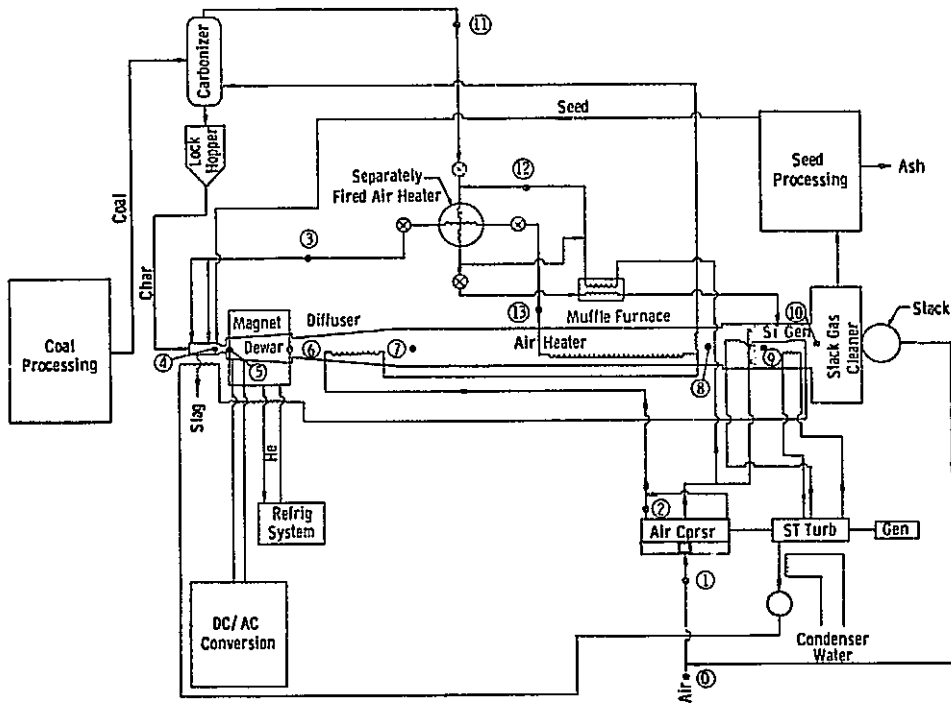 ⑪
Carbonizer
Seed
Lock
Hopper
Seed
Processing
Ash
Separately
Fired Air Heater
⑫
Coal
③
Char
⑬
Coal
Processing
Magnet
Diffuser
Muffle Furnace
⑩
Stack
ST Gen
Stack Gas
Cleaner
Dewar
⑥
⑦
Air Heater
④
⑤
⑧
⑨
Slag
He
Refrig
System
②
Air Cprsr
ST Turb
Gen
①
DC/AC
Conversion
Condenser
Water
Air
⓪